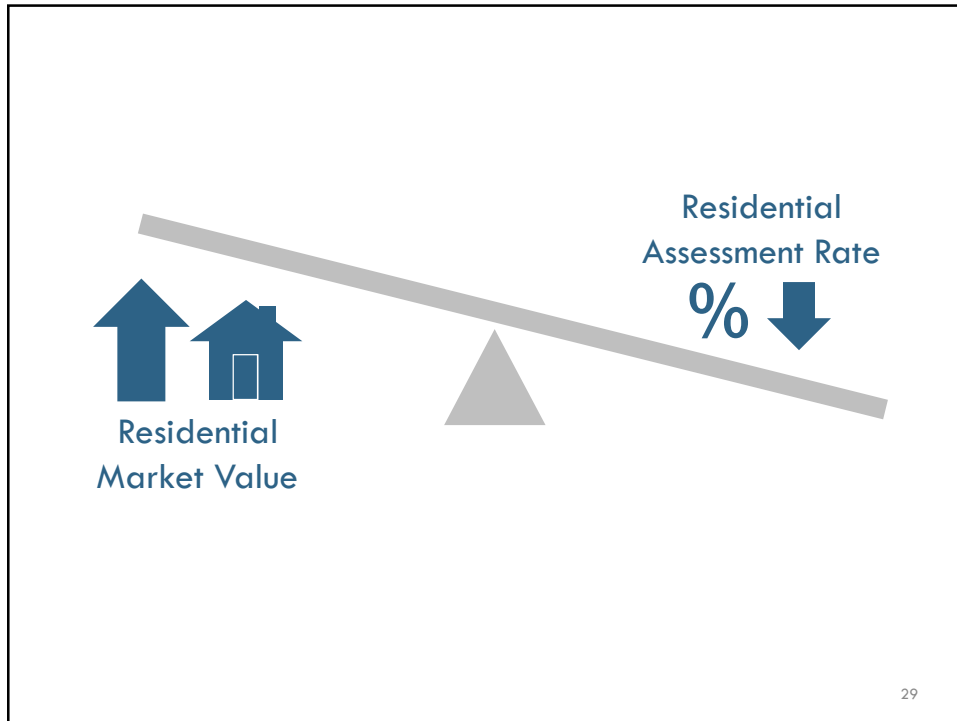 Residential
Assessment Rate
%
Residential
Market Value
29